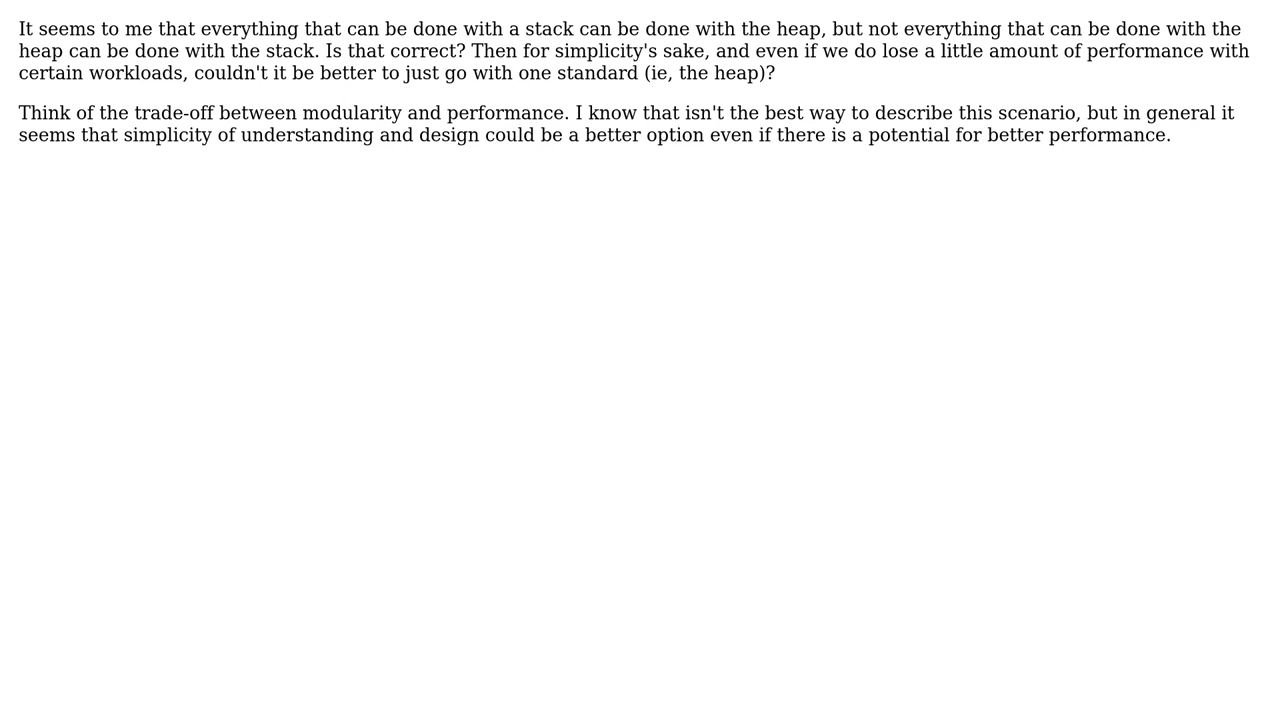 It seems to me that everything that can be done with a stack can be done with the heap, but not everything that can be done with the
heap can be done with the stack. Is that correct? Then for simplicity's sake, and even if we do lose a little amount of performance with
certain workloads, couldn't it be better to just go with one standard (ie, the heap)?
Think of the trade-off between modularity and performance. I know that isn't the best way to describe this scenario, but in general it
seems that simplicity of understanding and design could be a better option even if there is a potential for better performance.